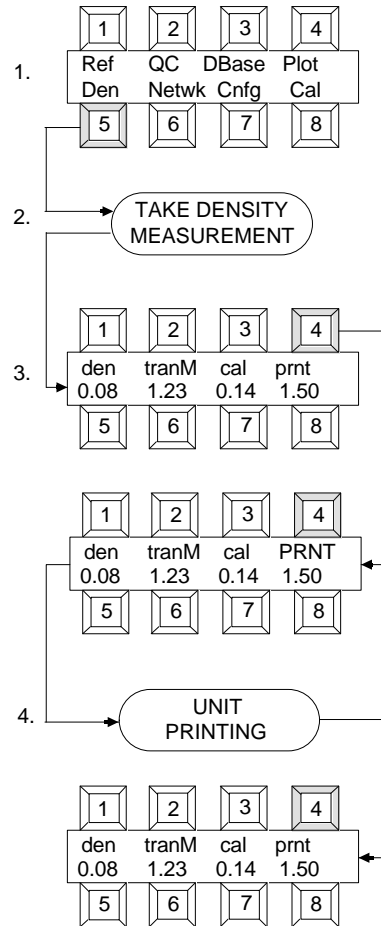 1 2 3 4
1. Ref QC DBase Plot
Den Netwk Cnfg Cal
5 6 7 8
2. TAKE DENSITY
MEASUREMENT
1 2 3 4
3. den tranM cal prnt
0.08 1.23 0.14 1.50
5 6 7 8
1 2 3 4
den tranM cal PRNT
0.08 1.23 0.14 1.50
5 6 7 8
4. UNIT
PRINTING
1 2 3 4
den tranM cal prnt
0.08 1.23 0.14 1.50
5 6 7 8